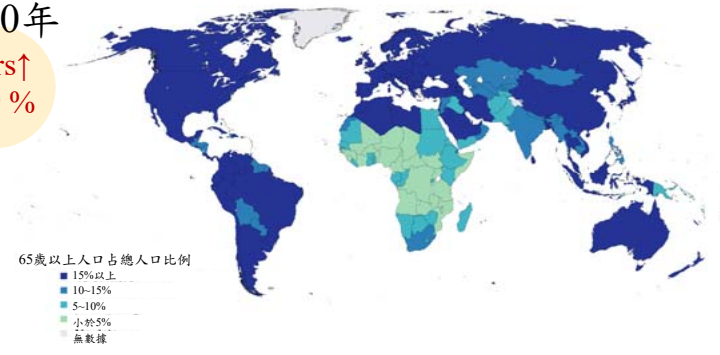 0年
rs↑
%
65歲以上人口占總人口比例
15%以上
10~15%
5~10%
小於5%
無數據